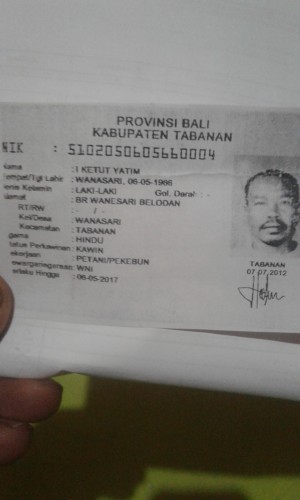 PROVINSI BALI
KABUPATEN TABANAN
NIK : 5102050605660004
Nama : I KETUT YATIM
Tempat/Tgl Lahir : WANASARI, 06-05-1966
Jenis Kelamin : LAKI-LAKI Gol. Darah : -
Alamat : BR WANESARI BELODAN
RT/RW : - / -
Kel/Desa : WANASARI
Kecamatan : TABANAN
Agama : HINDU
Status Perkawinan : KAWIN
Pekerjaan : PETANI/PEKEBUN
Kewarganegaraan : WNI
Berlaku Hingga : 06-05-2017
TABANAN
07-07-2012